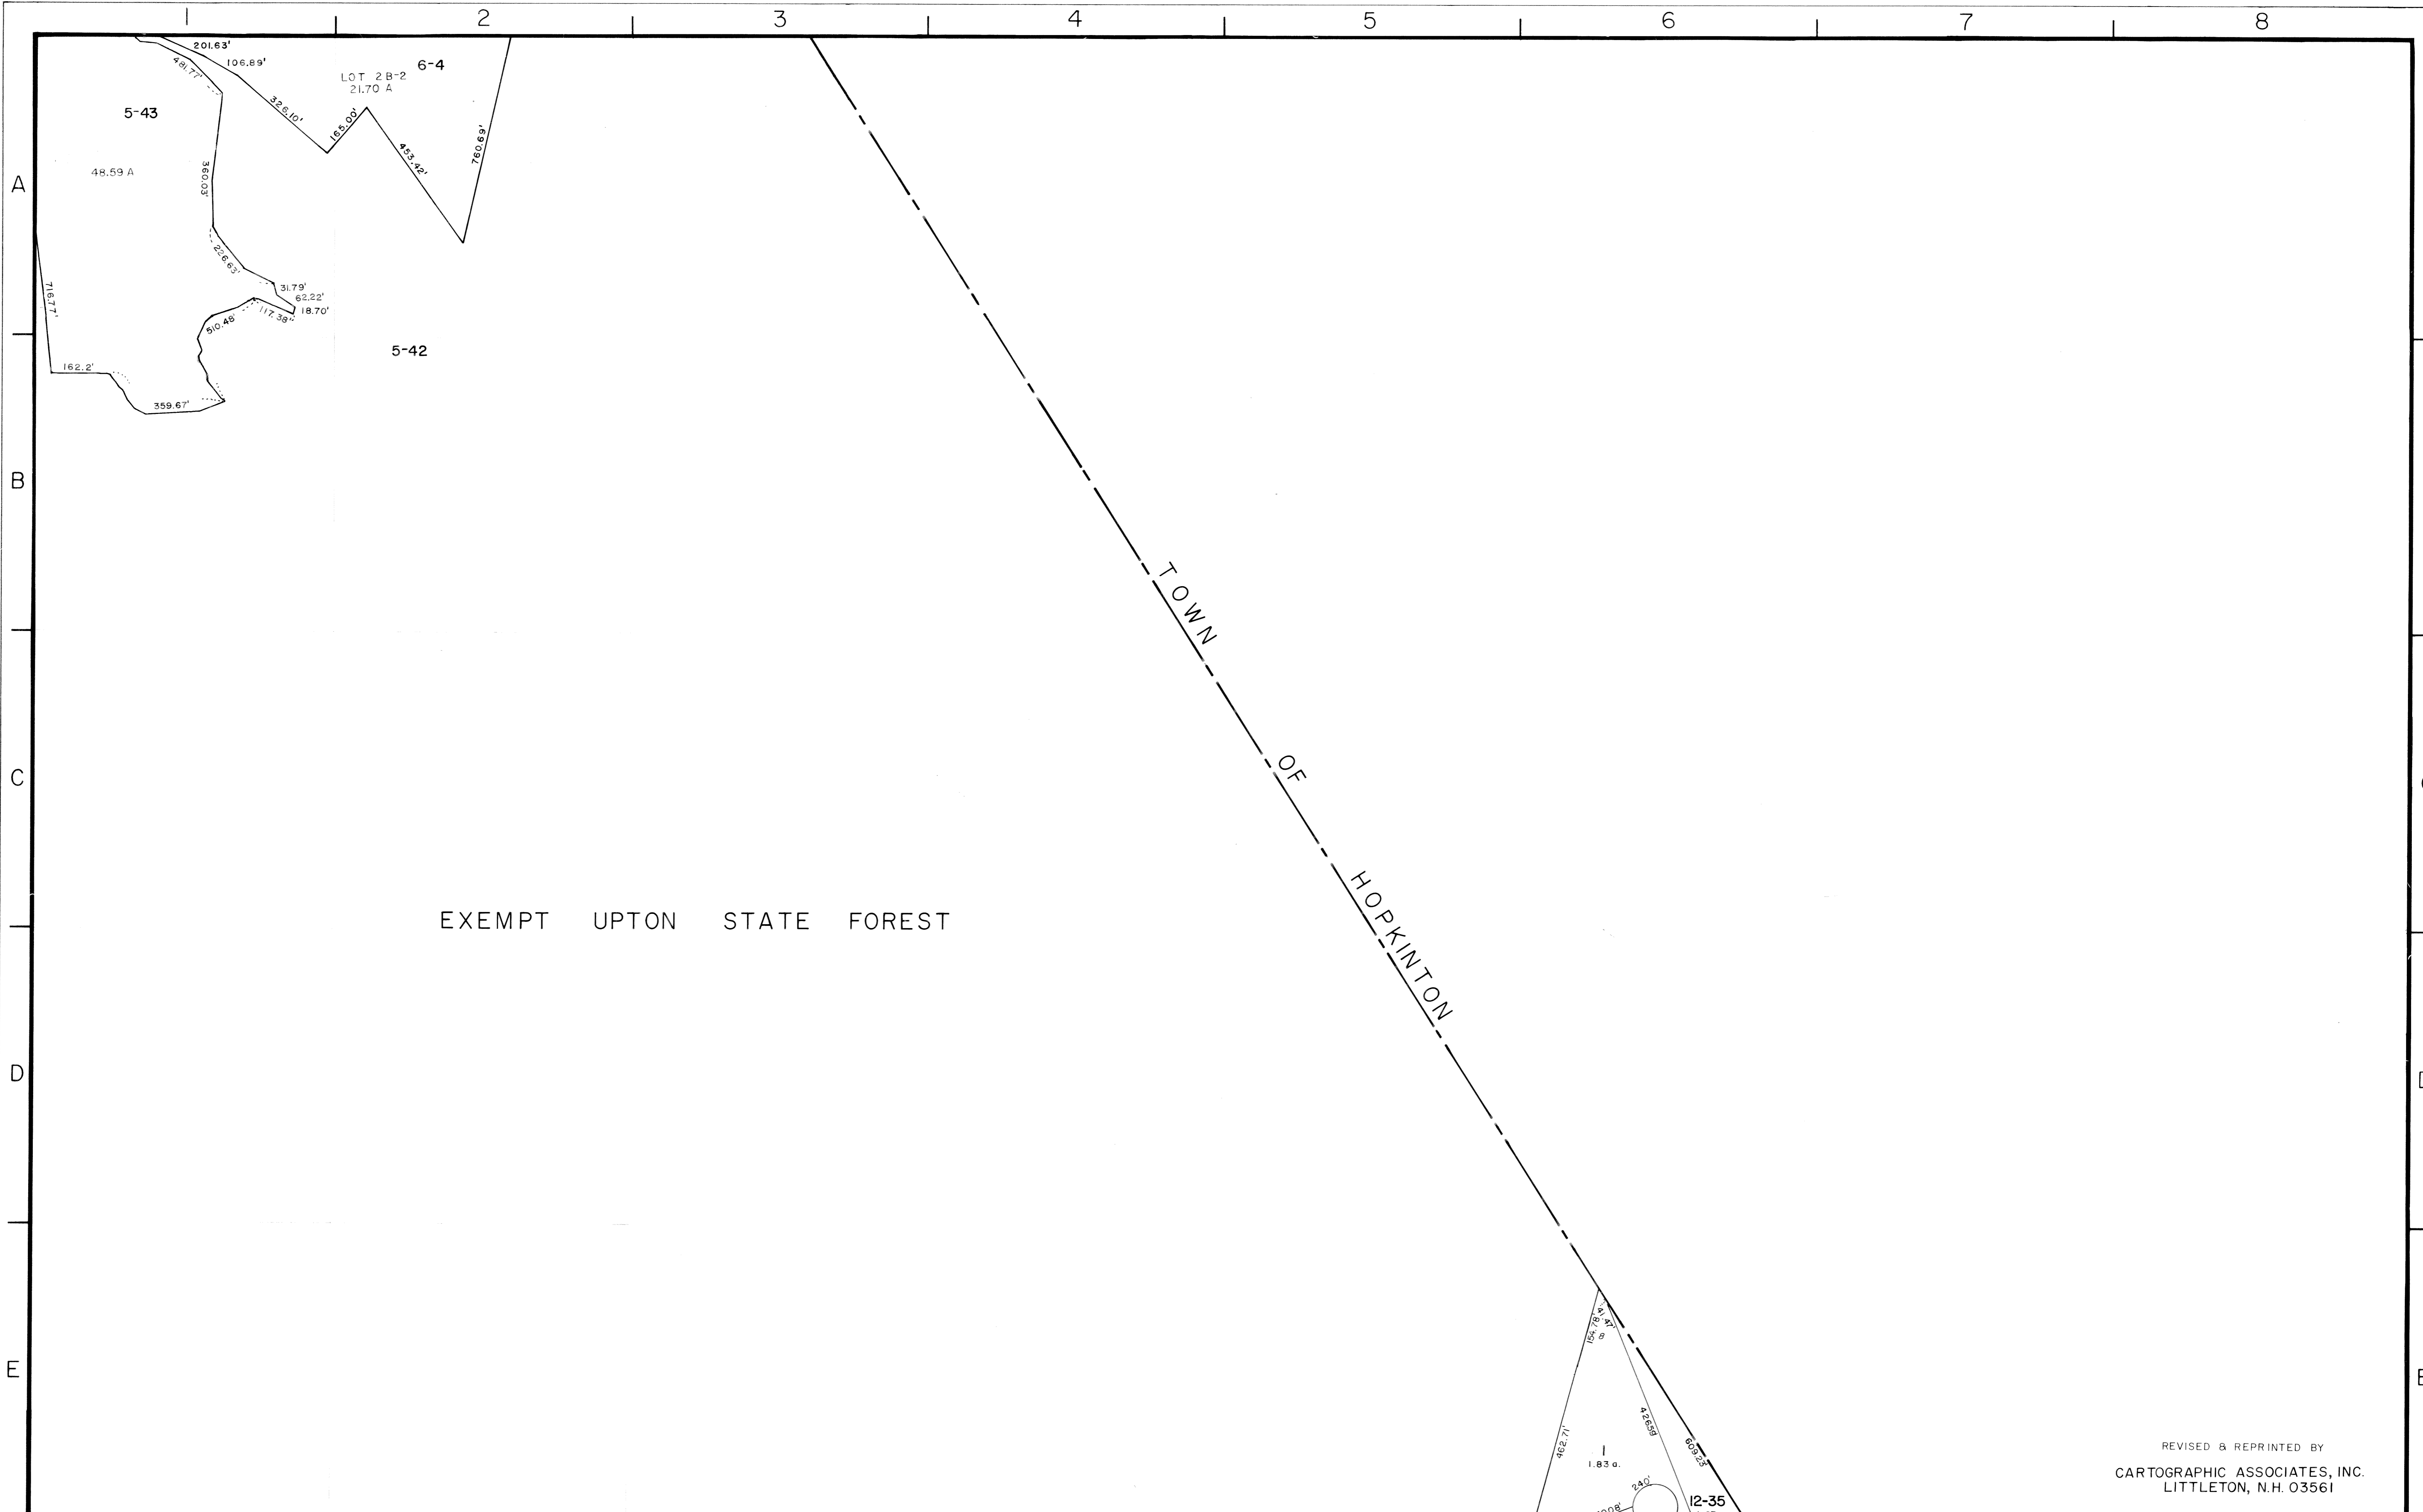 1 2 3 4 5 6 7 8
201.63'
106.89'
481.77'
6-4
LOT 2B-2
21.70 A
326.10'
165.00'
453.42'
760.69'
5-43
48.59 A
360.03'
A
226.63'
31.79'
62.22'
18.70'
117.38"
510.48'
716.77'
5-42
162.2'
359.67'
B
TOWN OF HOPKINTON
C
EXEMPT UPTON STATE FOREST
D
E
154.78'
41.47'
462.71'
1
1.83 a.
240'
609.23'
12-35
REVISED & REPRINTED BY
CARTOGRAPHIC ASSOCIATES, INC.
LITTLETON, N.H. 03561